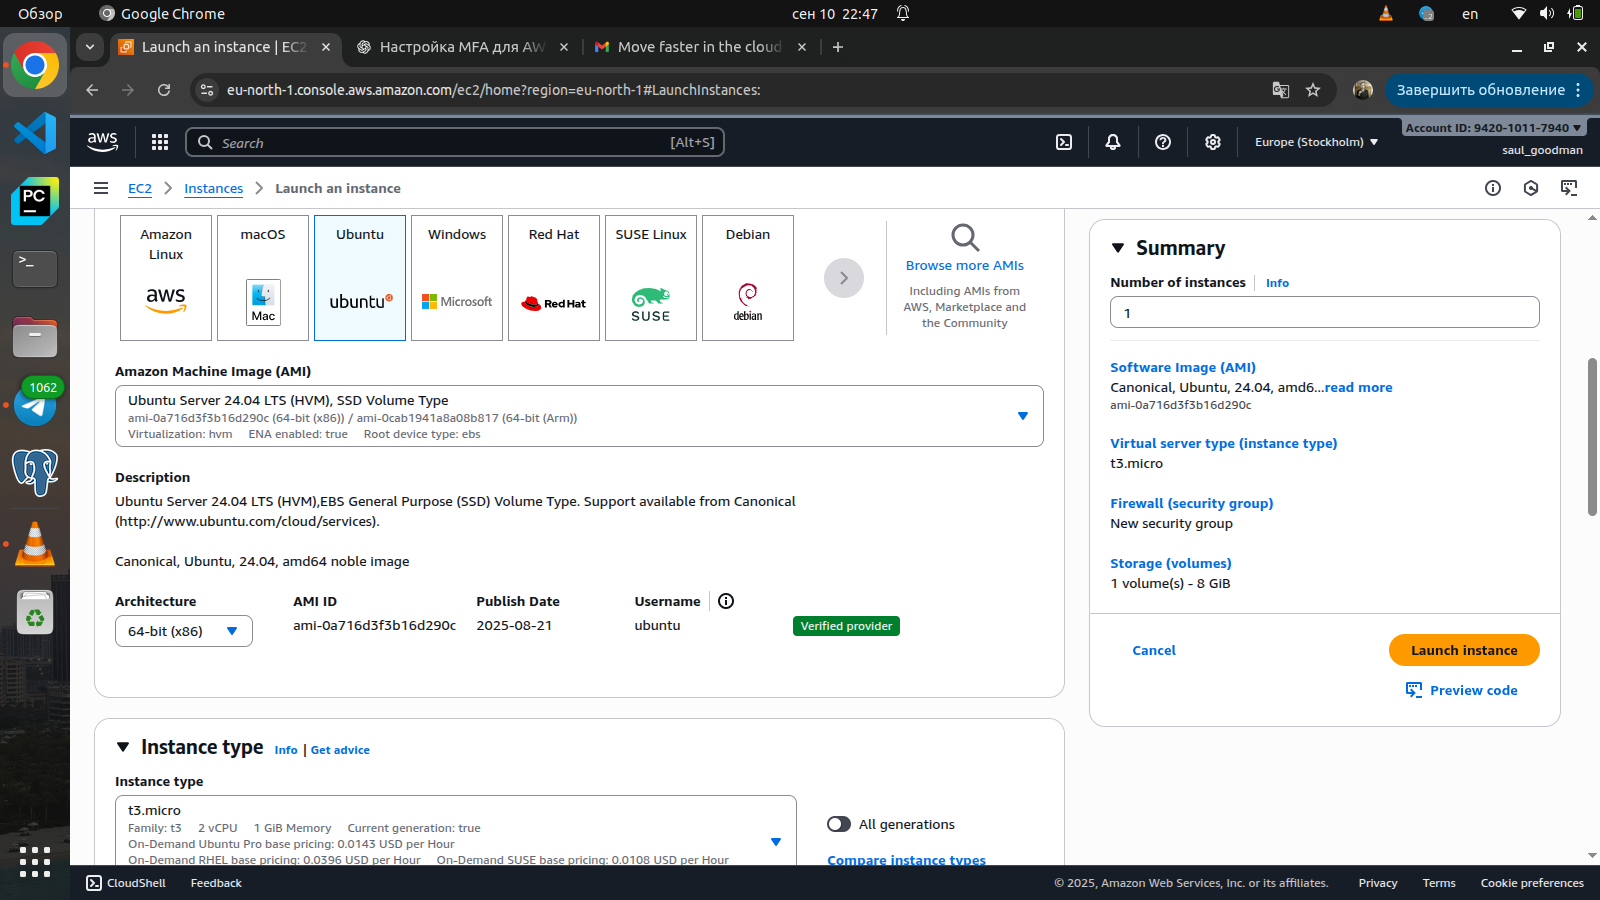 Обзор
Google Chrome
сен 10 22:47
en
Launch an instance | EC2
Настройка MFA для AW
Move faster in the cloud
eu-north-1.console.aws.amazon.com/ec2/home?region=eu-north-1#LaunchInstances:
Завершить обновление
aws
Search
[Alt+S]
Europe (Stockholm)
Account ID: 9420-1011-7940
saul_goodman
EC2
Instances
Launch an instance
Amazon Linux
aws
macOS
Mac
Ubuntu
ubuntu
Windows
Microsoft
Red Hat
Red Hat
SUSE Linux
SUSE
Debian
debian
Browse more AMIs
Including AMIs from
AWS, Marketplace and
the Community
Amazon Machine Image (AMI)
Ubuntu Server 24.04 LTS (HVM), SSD Volume Type
ami-0a716d3f3b16d290c (64-bit (x86)) / ami-0cab1941a8a08b817 (64-bit (Arm))
Virtualization: hvm ENA enabled: true Root device type: ebs
Description
Ubuntu Server 24.04 LTS (HVM),EBS General Purpose (SSD) Volume Type. Support available from Canonical
(http://www.ubuntu.com/cloud/services).
Canonical, Ubuntu, 24.04, amd64 noble image
Architecture
AMI ID
Publish Date
Username
64-bit (x86)
ami-0a716d3f3b16d290c
2025-08-21
ubuntu
Verified provider
Instance type
Info | Get advice
Instance type
t3.micro
Family: t3 2 vCPU 1 GiB Memory Current generation: true
On-Demand Ubuntu Pro base pricing: 0.0143 USD per Hour
On-Demand RHEL base pricing: 0.0396 USD per Hour On-Demand SUSE base pricing: 0.0108 USD per Hour
All generations
Compare instance types
Summary
Number of instances
Info
1
Software Image (AMI)
Canonical, Ubuntu, 24.04, amd6...read more
ami-0a716d3f3b16d290c
Virtual server type (instance type)
t3.micro
Firewall (security group)
New security group
Storage (volumes)
1 volume(s) - 8 GiB
Cancel
Launch instance
Preview code
PC
>_
1062
CloudShell
Feedback
© 2025, Amazon Web Services, Inc. or its affiliates.
Privacy
Terms
Cookie preferences